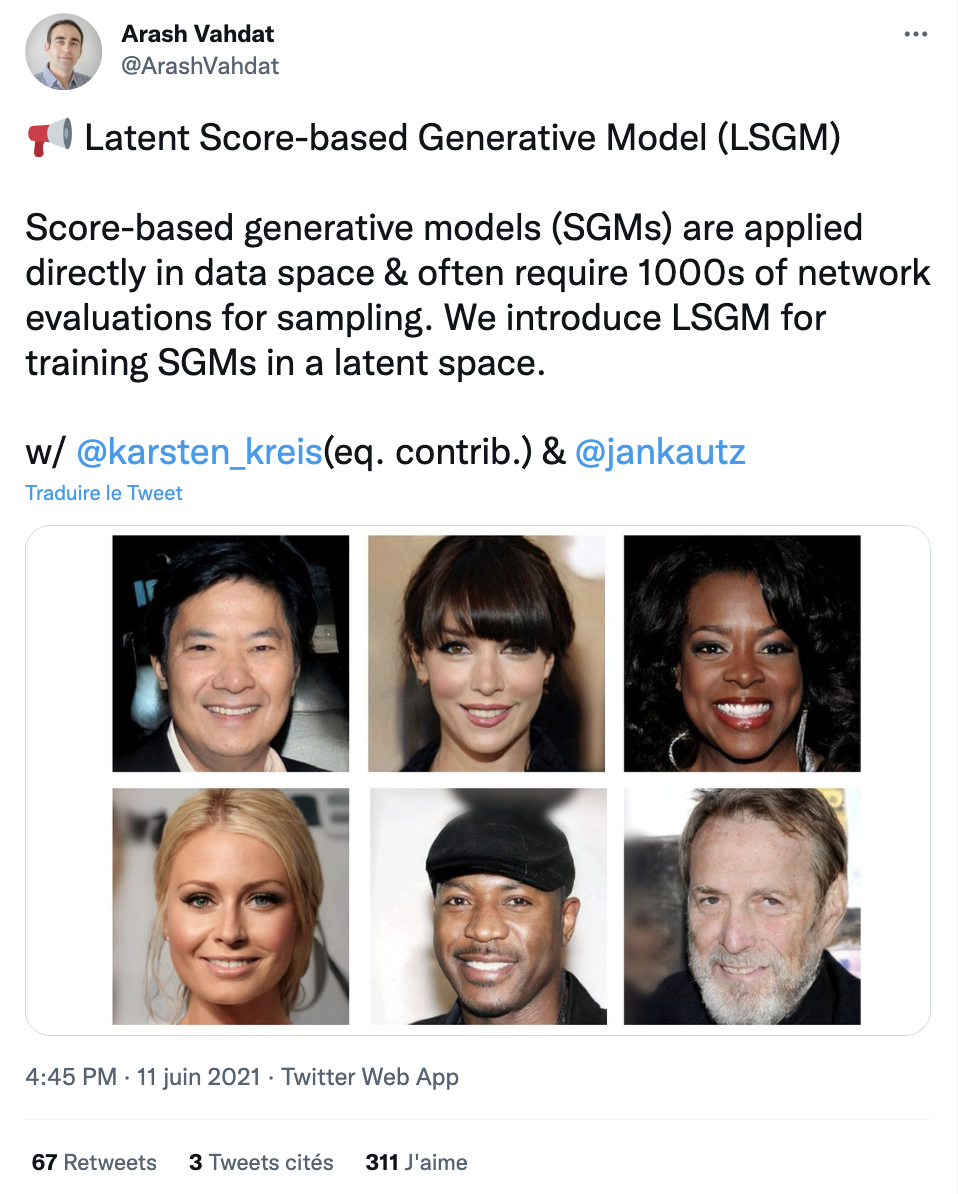 Arash Vahdat
@ArashVahdat
Latent Score-based Generative Model (LSGM)
Score-based generative models (SGMs) are applied
directly in data space & often require 1000s of network
evaluations for sampling. We introduce LSGM for
training SGMs in a latent space.
w/ @karsten_kreis(eq. contrib.) & @jankautz
Traduire le Tweet
4:45 PM · 11 juin 2021 · Twitter Web App
67 Retweets 3 Tweets cités 311 J'aime